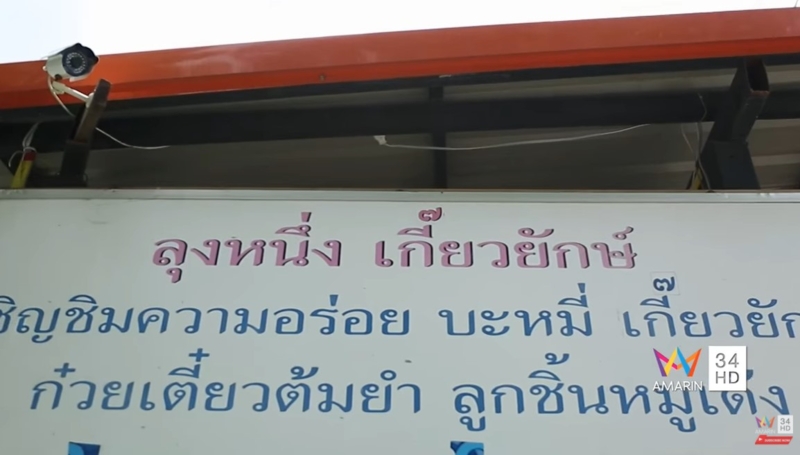 ลุงหนึ่ง เกี๊ยวยักษ์
เชิญชิมความอร่อย บะหมี่ เกี๊ยวยัก
ก๋วยเตี๋ยวต้มยำ ลูกชิ้นหมูเด้ง
AMARIN 34 HD
34 HD